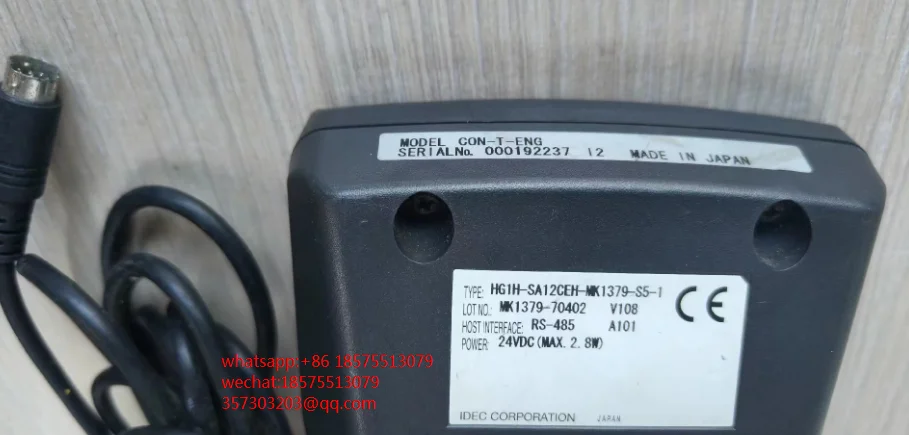 MODEL CON-T-ENG
SERIALNo. 000192237 I2 MADE IN JAPAN
TYPE: HG1H-SA12CEH-MK1379-S5-1
LOT NO.: MK1379-70402 V108
HOST INTERFACE: RS-485 A101
POWER: 24VDC(MAX. 2.8W)
CE
IDEC CORPORATION JAPAN
whatsapp:+86 18575513079
wechat:18575513079
357303203@qq.com